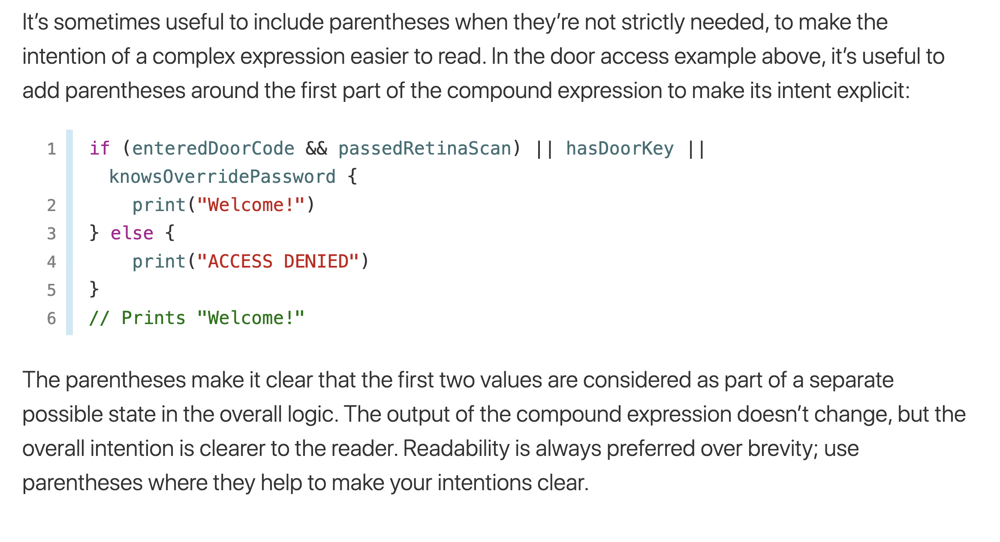 It’s sometimes useful to include parentheses when they’re not strictly needed, to make the
intention of a complex expression easier to read. In the door access example above, it’s useful to
add parentheses around the first part of the compound expression to make its intent explicit:
1 if (enteredDoorCode && passedRetinaScan) || hasDoorKey ||
knowsOverridePassword {
2 print("Welcome!")
3 } else {
4 print("ACCESS DENIED")
5 }
6 // Prints "Welcome!"
The parentheses make it clear that the first two values are considered as part of a separate
possible state in the overall logic. The output of the compound expression doesn’t change, but the
overall intention is clearer to the reader. Readability is always preferred over brevity; use
parentheses where they help to make your intentions clear.